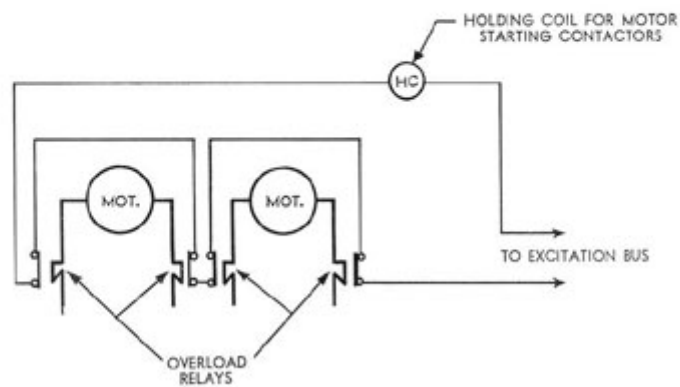 HOLDING COIL FOR MOTOR
STARTING CONTACTORS
HC
MOT.
MOT.
TO EXCITATION BUS
OVERLOAD
RELAYS